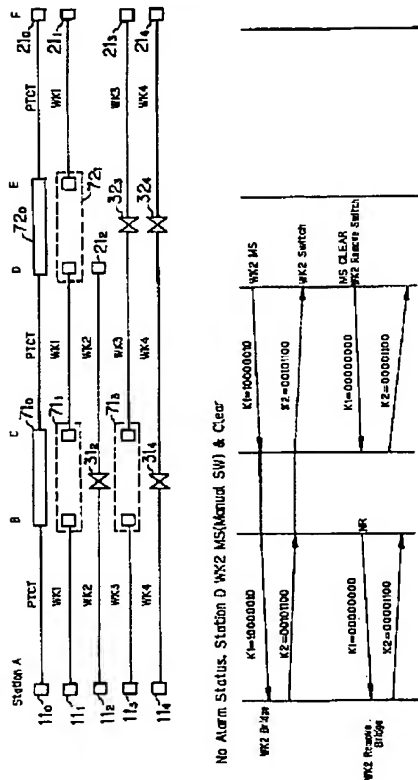 Station A B C D E F
11₀ PTCT 71₀ PTCT 72₀ PTCT 21₀
11₁ WK1 71₁ WK1 72₁ WK1 21₁
11₂ WK2 31₂ WK2 21₂
11₃ WK3 71₃ WK3 32₃ WK3 21₃
11₄ WK4 31₄ WK4 32₄ WK4 21₄
No Alarm Status, Station D WK2 MS(Manual SW) & Clear
WK2 MS
K1=10000010
K1=10000010
WK2 Bridge
K2=00101100
K2=00101100
WK2 Switch
MS CLEAR
WK2 Remove Switch
NR
K1=00000000
K1=00000000
WK2 Remove.
Bridge
K2=00001100
K2=00001100